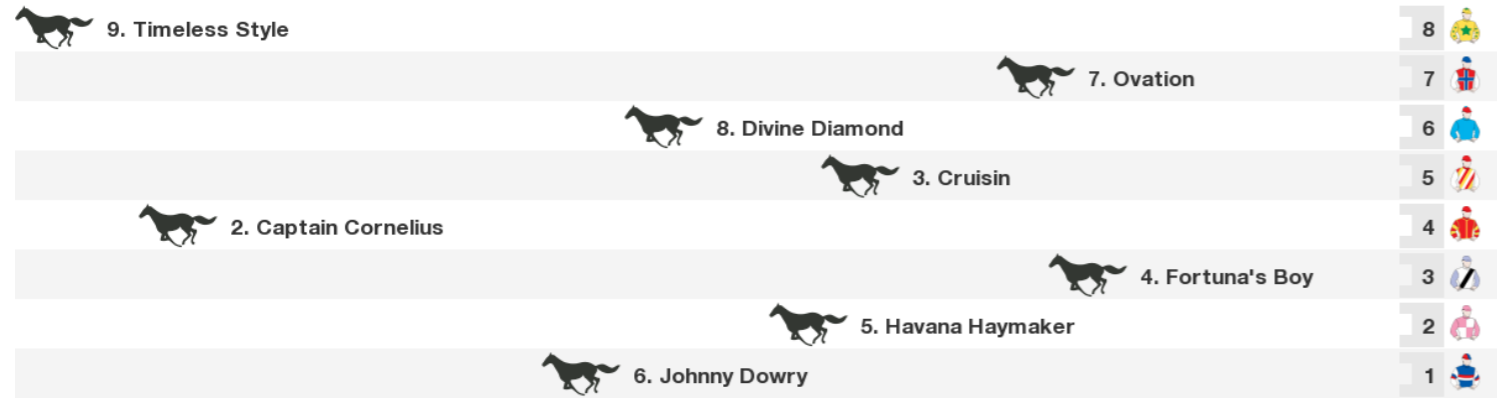 9. Timeless Style 8
7. Ovation 7
8. Divine Diamond 6
3. Cruisin 5
2. Captain Cornelius 4
4. Fortuna's Boy 3
5. Havana Haymaker 2
6. Johnny Dowry 1